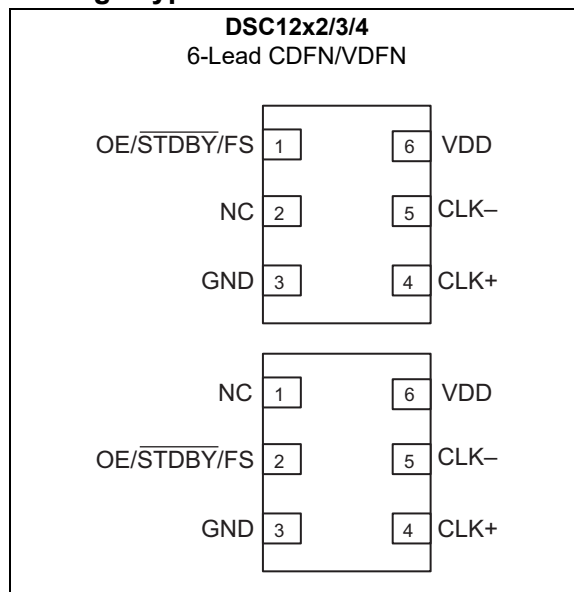 DSC12x2/3/4
6-Lead CDFN/VDFN
OE/STDBY/FS 1 6 VDD
NC 2 5 CLK–
GND 3 4 CLK+
NC 1 6 VDD
OE/STDBY/FS 2 5 CLK–
GND 3 4 CLK+